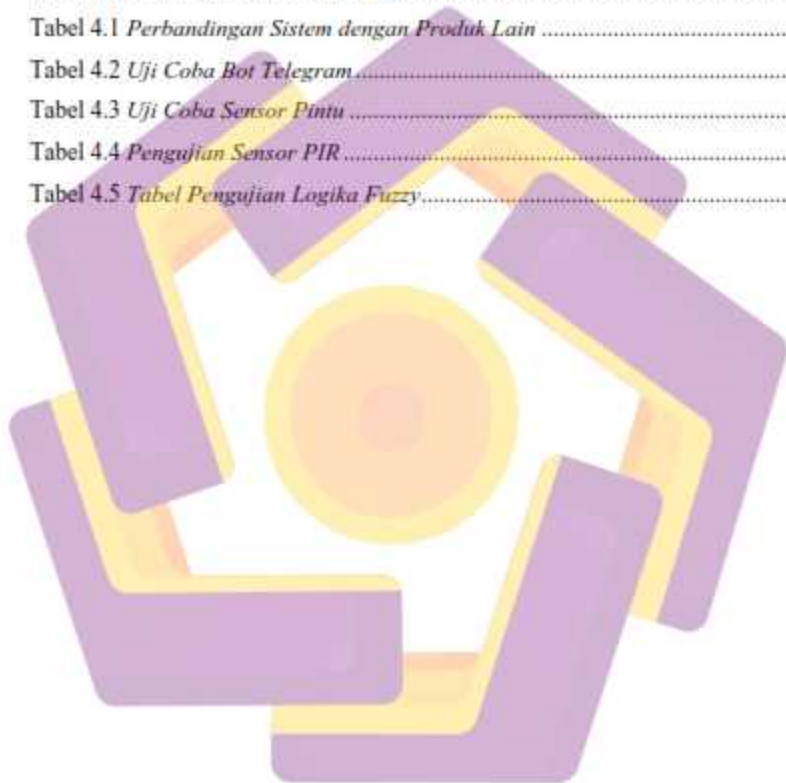 Tabel 4.1 Perbandingan Sistem dengan Produk Lain ..........................................
Tabel 4.2 Uji Coba Bot Telegram..........................................................................
Tabel 4.3 Uji Coba Sensor Pintu ...........................................................................
Tabel 4.4 Pengujian Sensor PIR............................................................................
Tabel 4.5 Tabel Pengujian Logika Fuzzy..............................................................